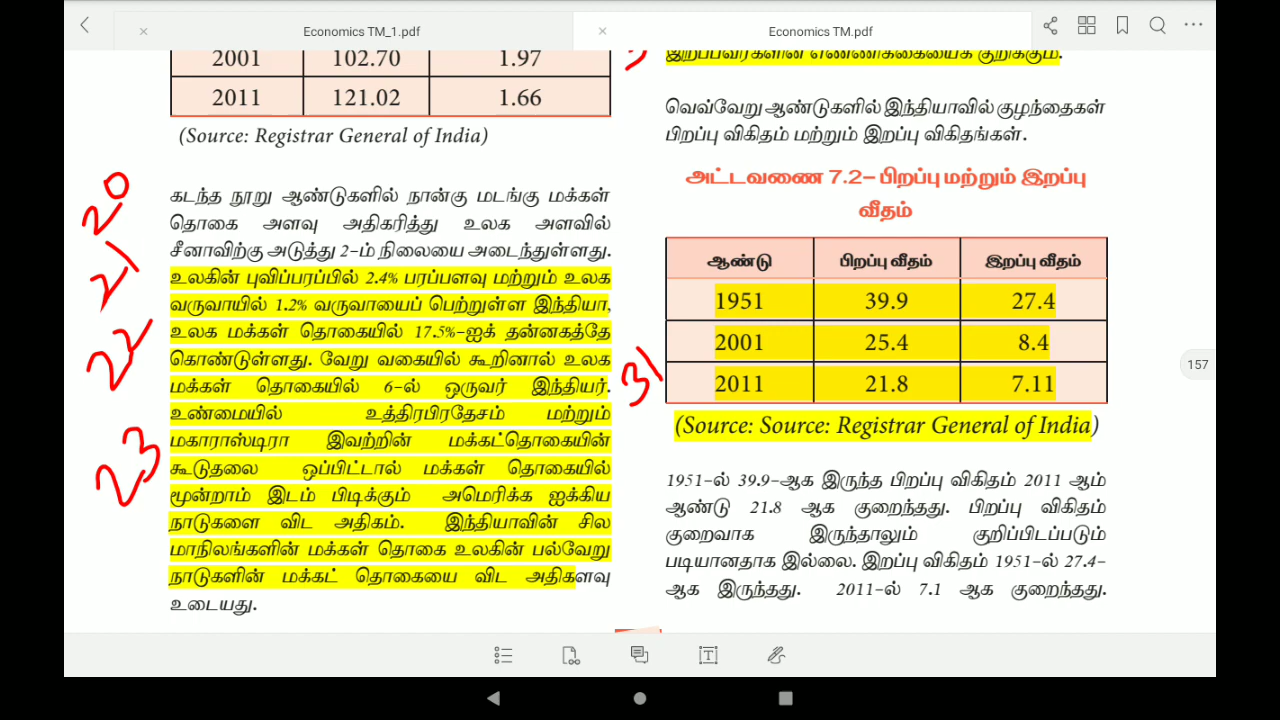 Economics TM_1.pdf
Economics TM.pdf
2001 102.70 1.97
2011 121.02 1.66
(Source: Registrar General of India)
20
21
22
23
கடந்த நூறு ஆண்டுகளில் நான்கு மடங்கு மக்கள்
தொகை அளவு அதிகரித்து உலக அளவில்
சீனாவிற்கு அடுத்து 2-ம் நிலையை அடைந்துள்ளது.
உலகின் புவிப்பரப்பில் 2.4% பரப்பளவு மற்றும் உலக
வருவாயில் 1.2% வருவாயைப் பெற்றுள்ள இந்தியா,
உலக மக்கள் தொகையில் 17.5%-ஐக் தன்னகத்தே
கொண்டுள்ளது. வேறு வகையில் கூறினால் உலக
மக்கள் தொகையில் 6-ல் ஒருவர் இந்தியர்.
உண்மையில் உத்திரபிரதேசம் மற்றும்
மகாராஸ்டிரா இவற்றின் மக்கட்தொகையின்
கூடுதலை ஒப்பிட்டால் மக்கள் தொகையில்
மூன்றாம் இடம் பிடிக்கும் அமெரிக்க ஐக்கிய
நாடுகளை விட அதிகம். இந்தியாவின் சில
மாநிலங்களின் மக்கள் தொகை உலகின் பல்வேறு
நாடுகளின் மக்கட் தொகையை விட அதிகளவு
உடையது.
இறப்பவர்களின் எண்ணிக்கையைக் குறிக்கும்.
வெவ்வேறு ஆண்டுகளில் இந்தியாவில் குழந்தைகள்
பிறப்பு விகிதம் மற்றும் இறப்பு விகிதங்கள்.
அட்டவணை 7.2– பிறப்பு மற்றும் இறப்பு
வீதம்
ஆண்டு பிறப்பு வீதம் இறப்பு வீதம்
1951 39.9 27.4
2001 25.4 8.4
31
2011 21.8 7.11
(Source: Source: Registrar General of India)
1951-ல் 39.9-ஆக இருந்த பிறப்பு விகிதம் 2011 ஆம்
ஆண்டு 21.8 ஆக குறைந்தது. பிறப்பு விகிதம்
குறைவாக இருந்தாலும் குறிப்பிடப்படும்
படியானதாக இல்லை. இறப்பு விகிதம் 1951-ல் 27.4-
ஆக இருந்தது. 2011-ல் 7.1 ஆக குறைந்தது.
157